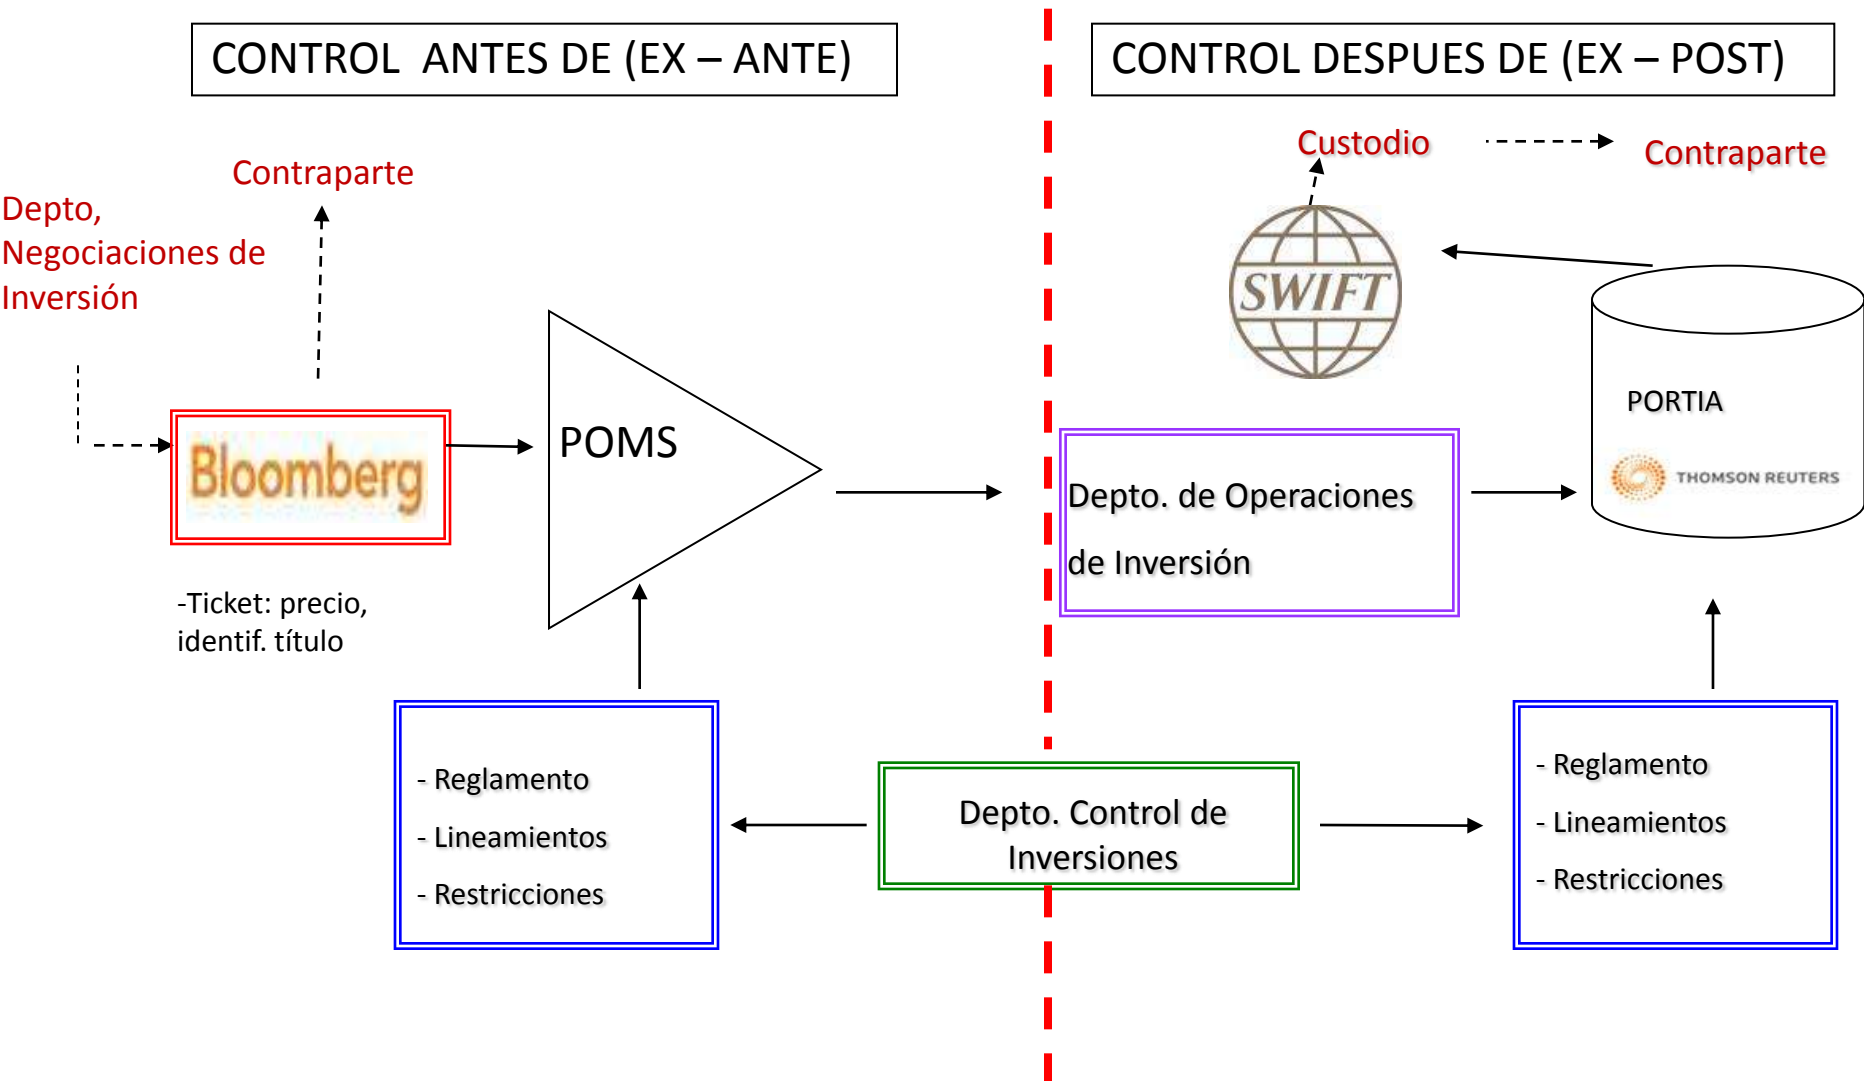 CONTROL ANTES DE (EX – ANTE)
CONTROL DESPUES DE (EX – POST)
Contraparte
Depto,
Negociaciones de
Inversión
Bloomberg
-Ticket: precio,
identif. título
POMS
- Reglamento
- Lineamientos
- Restricciones
Depto. Control de
Inversiones
Custodio
Contraparte
SWIFT
Depto. de Operaciones
de Inversión
PORTIA
THOMSON REUTERS
- Reglamento
- Lineamientos
- Restricciones